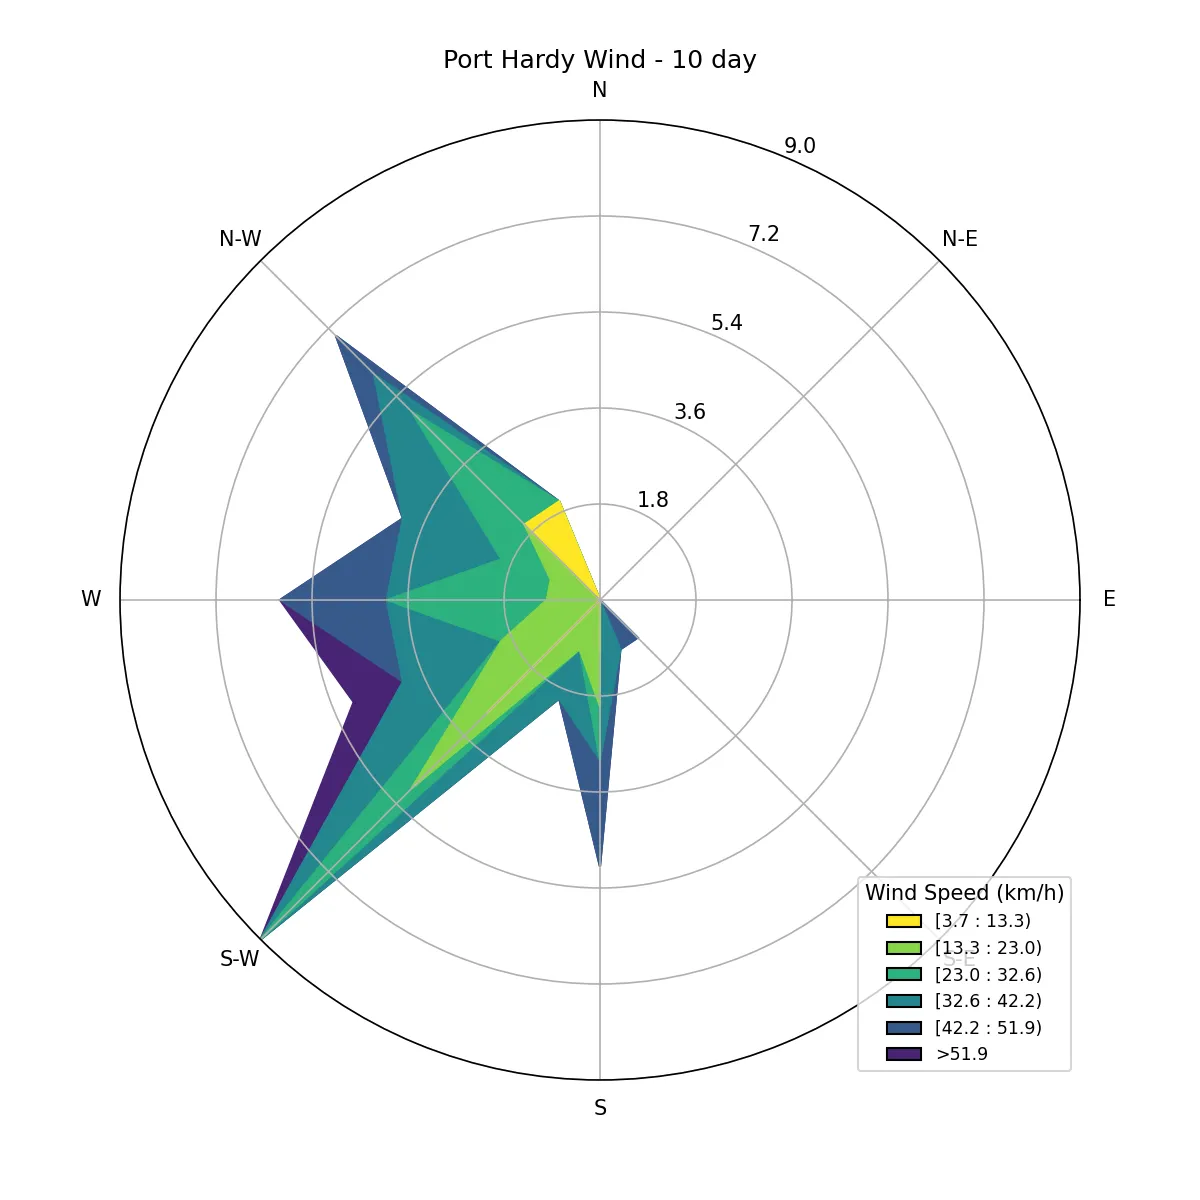 Port Hardy Wind - 10 day
N
9.0
N-W
N-E
7.2
5.4
3.6
1.8
W
E
S-W
S-E
S
Wind Speed (km/h)
[3.7 : 13.3)
[13.3 : 23.0)
[23.0 : 32.6)
[32.6 : 42.2)
[42.2 : 51.9)
>51.9